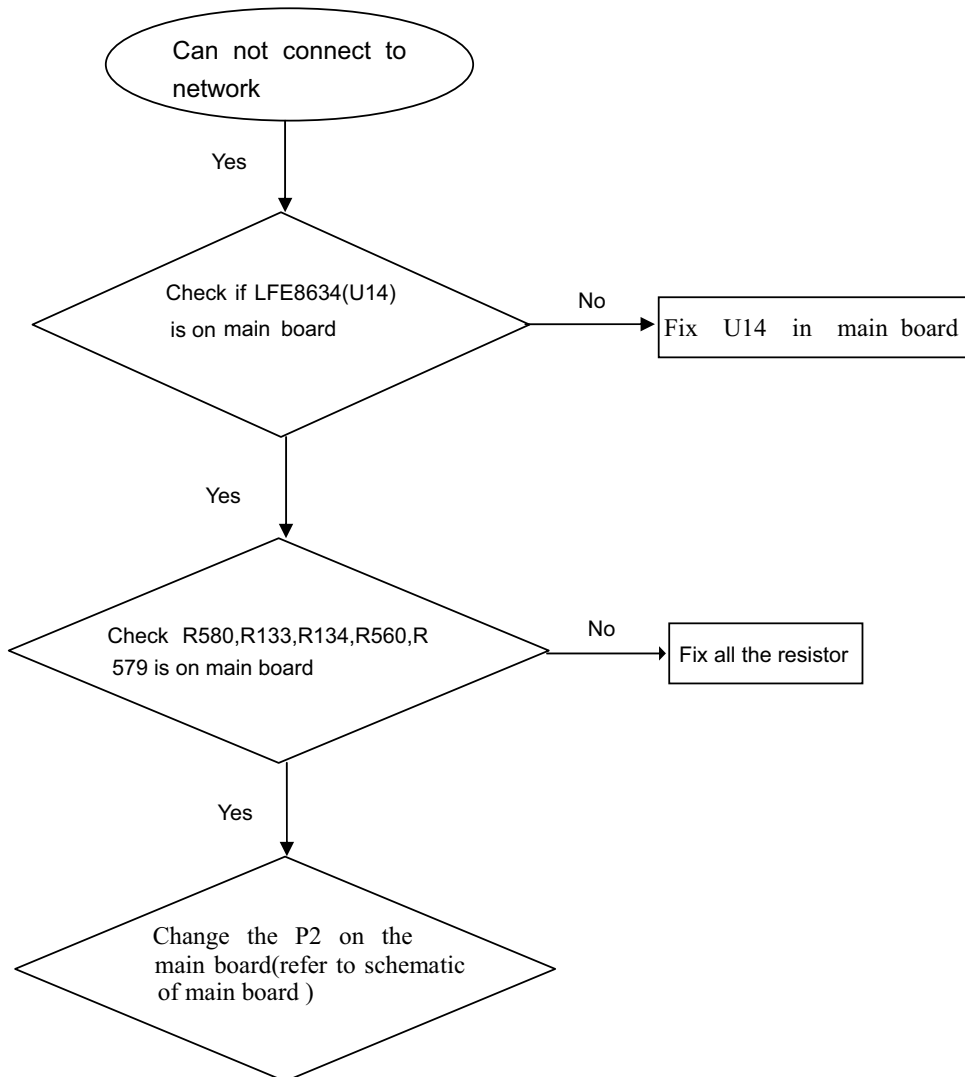 Can not connect to
network
Yes
Check if LFE8634(U14)
is on main board
No
Fix U14 in main board
Yes
Check R580,R133,R134,R560,R
579 is on main board
No
Fix all the resistor
Yes
Change the P2 on the
main board(refer to schematic
of main board )